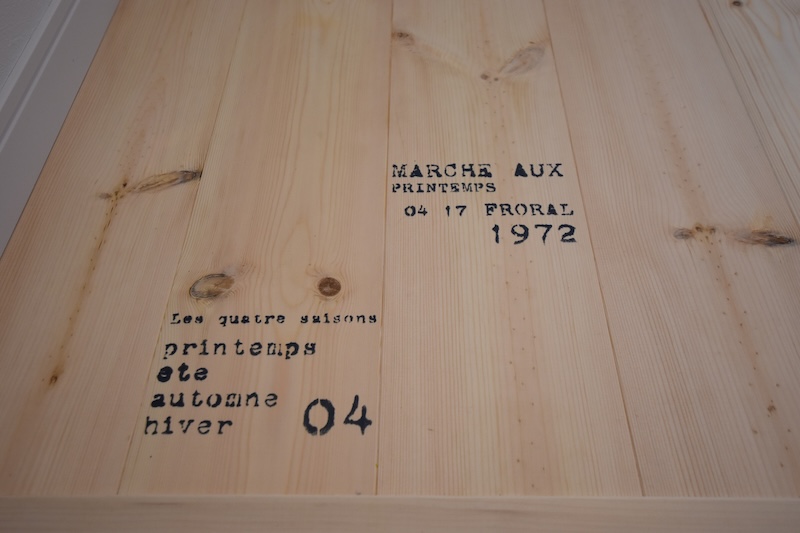 MARCHE AUX
PRINTEMPS
04 17 FRORAL
1972
Les quatre saisons
printemps
ete
automne
hiver 04